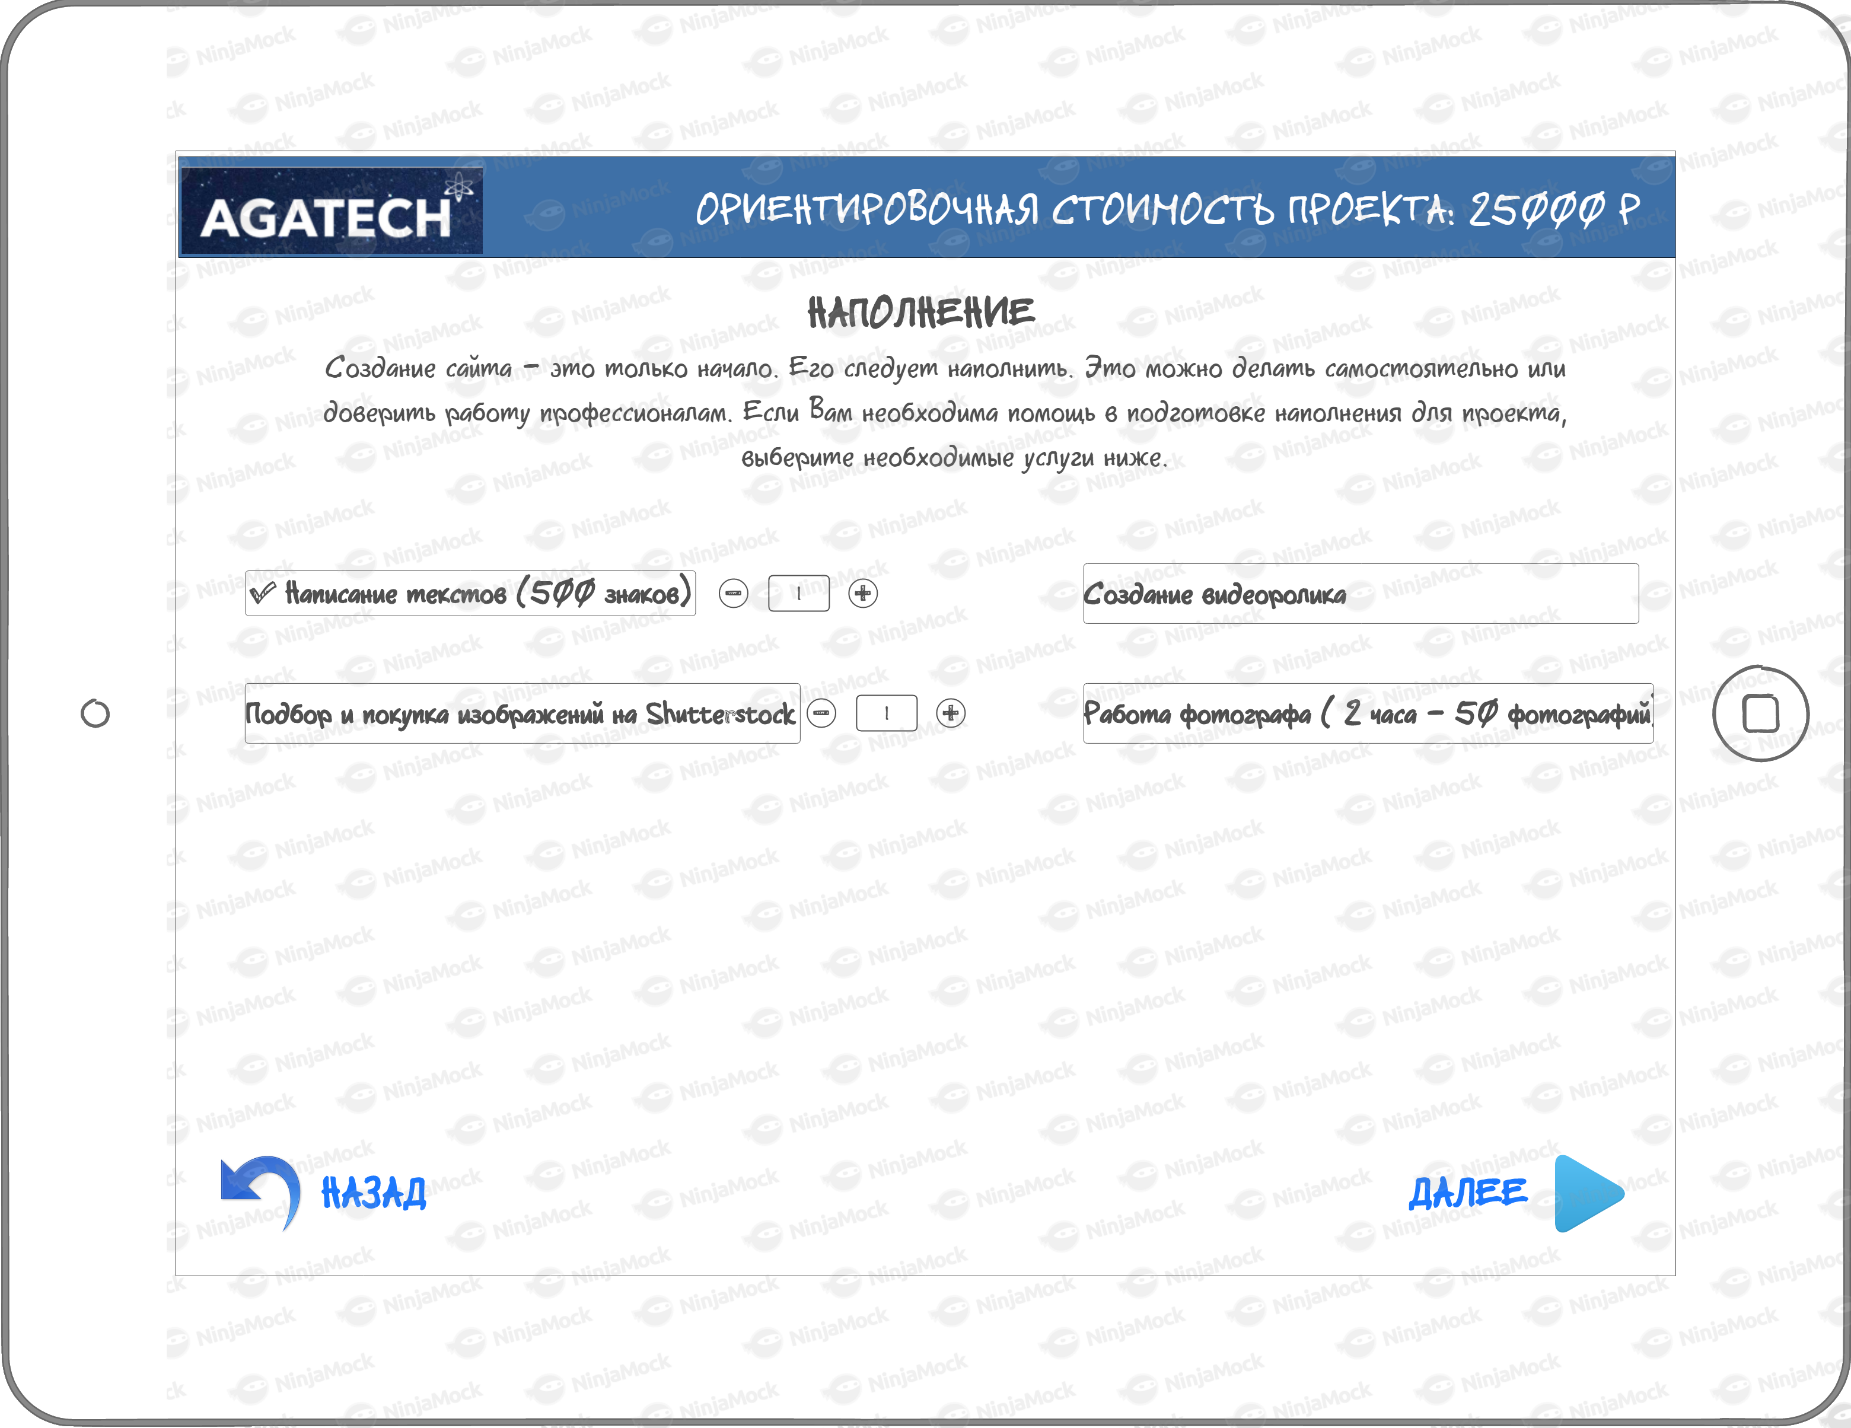 AGATECH
ОРИЕНТИРОВОЧНАЯ СТОИМОСТЬ ПРОЕКТА: 25000 Р
НАПОЛНЕНИЕ
Создание сайта – это только начало. Его следует наполнить. Это можно делать самостоятельно или
доверить работу профессионалам. Если Вам необходима помощь в подготовке наполнения для проекта,
выберите необходимые услуги ниже.
Написание текстов (500 знаков) 1
Создание видеоролика
Подбор и покупка изображений на Shutterstock 1
Работа фотографа ( 2 часа – 50 фотографий)
НАЗАД
ДАЛЕЕ
NinjaMock